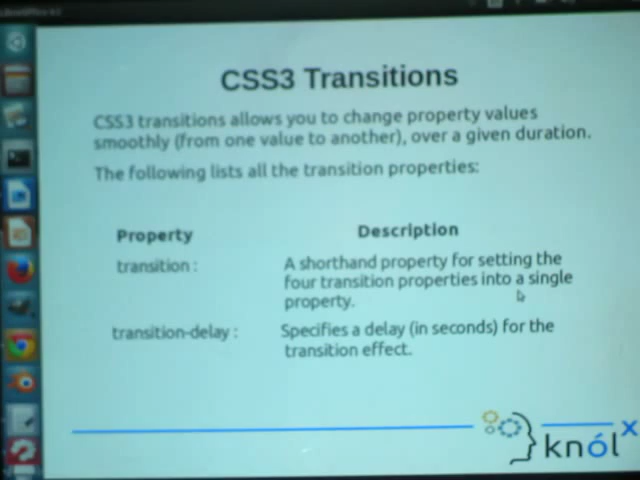 CSS3 Transitions
CSS3 transitions allows you to change property values
smoothly (from one value to another), over a given duration.
The following lists all the transition properties:
Property
Description
transition :
A shorthand property for setting the
four transition properties into a single
property.
transition-delay :
Specifies a delay (in seconds) for the
transition effect.
knólx